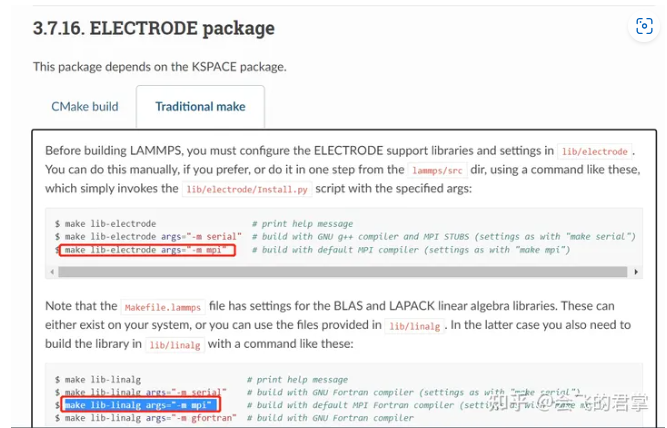 3.7.16. ELECTRODE package
This package depends on the KSPACE package.
CMake build
Traditional make
Before building LAMMPS, you must configure the ELECTRODE support libraries and settings in lib/electrode .
You can do this manually, if you prefer, or do it in one step from the lammps/src dir, using a command like these,
which simply invokes the lib/electrode/Install.py script with the specified args:
$ make lib-electrode # print help message
$ make lib-electrode args="-m serial" # build with GNU g++ compiler and MPI STUBS (settings as with "make serial")
$ make lib-electrode args="-m mpi" # build with default MPI compiler (settings as with "make mpi")
Note that the Makefile.lammps file has settings for the BLAS and LAPACK linear algebra libraries. These can
either exist on your system, or you can use the files provided in lib/linalg . In the latter case you also need to
build the library in lib/linalg with a command like these:
$ make lib-linalg # print help message
$ make lib-linalg args="-m serial" # build with GNU Fortran compiler (settings as with "make serial")
$ make lib-linalg args="-m mpi" # build with default MPI Fortran compiler
$ make lib-linalg args="-m gfortran" # build with GNU Fortran compiler
知乎 @会飞的君掌